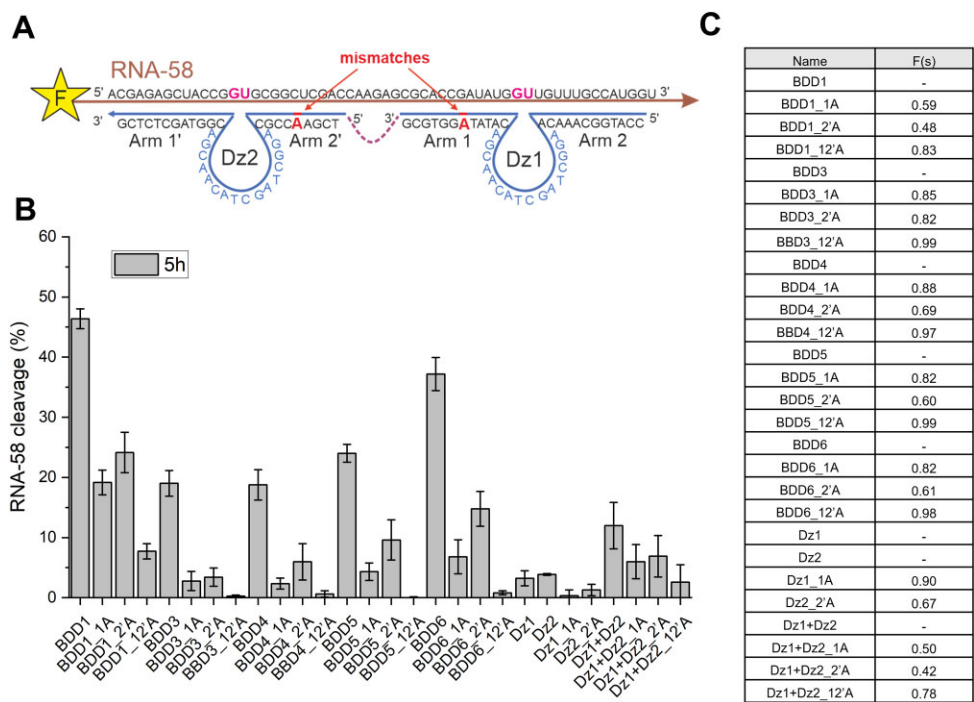 A
mismatches
RNA-58
F
5' ACGAGAGCUACCGGUGCGGCUCGACCAAGAGCGCACCGAUAUGGUUGUUUGCCAUGGU 3'
3' GCTCTCGATGGC CGCCAAGCT GCGTGGATATAC ACAAACGGTACC 5'
Arm 1' Dz2 Arm 2' Arm 1 Dz1 Arm 2
AGCAACATCGATCGGA
AGCAACATCGATCGGA
B
60
50
40
30
20
10
0
RNA-58 cleavage (%)
5h
BDD1
BDD1_1A
BDD1_2'A
BDD1_12'A
BDD3
BDD3_1A
BDD3_2'A
BBD3_12'A
BDD4
BDD4_1A
BDD4_2'A
BBD4_12'A
BDD5
BDD5_1A
BDD5_2'A
BDD5_12'A
BDD6
BDD6_1A
BDD6_2'A
BDD6_12'A
Dz1
Dz2
Dz1_1A
Dz2_2'A
Dz1+Dz2
Dz1+Dz2_1A
Dz1+Dz2_2'A
Dz1+Dz2_12'A
C
Name F(s)
BDD1 -
BDD1_1A 0.59
BDD1_2'A 0.48
BDD1_12'A 0.83
BDD3 -
BDD3_1A 0.85
BDD3_2'A 0.82
BBD3_12'A 0.99
BDD4 -
BDD4_1A 0.88
BDD4_2'A 0.69
BBD4_12'A 0.97
BDD5 -
BDD5_1A 0.82
BDD5_2'A 0.60
BDD5_12'A 0.99
BDD6 -
BDD6_1A 0.82
BDD6_2'A 0.61
BDD6_12'A 0.98
Dz1 -
Dz2 -
Dz1_1A 0.90
Dz2_2'A 0.67
Dz1+Dz2 -
Dz1+Dz2_1A 0.50
Dz1+Dz2_2'A 0.42
Dz1+Dz2_12'A 0.78